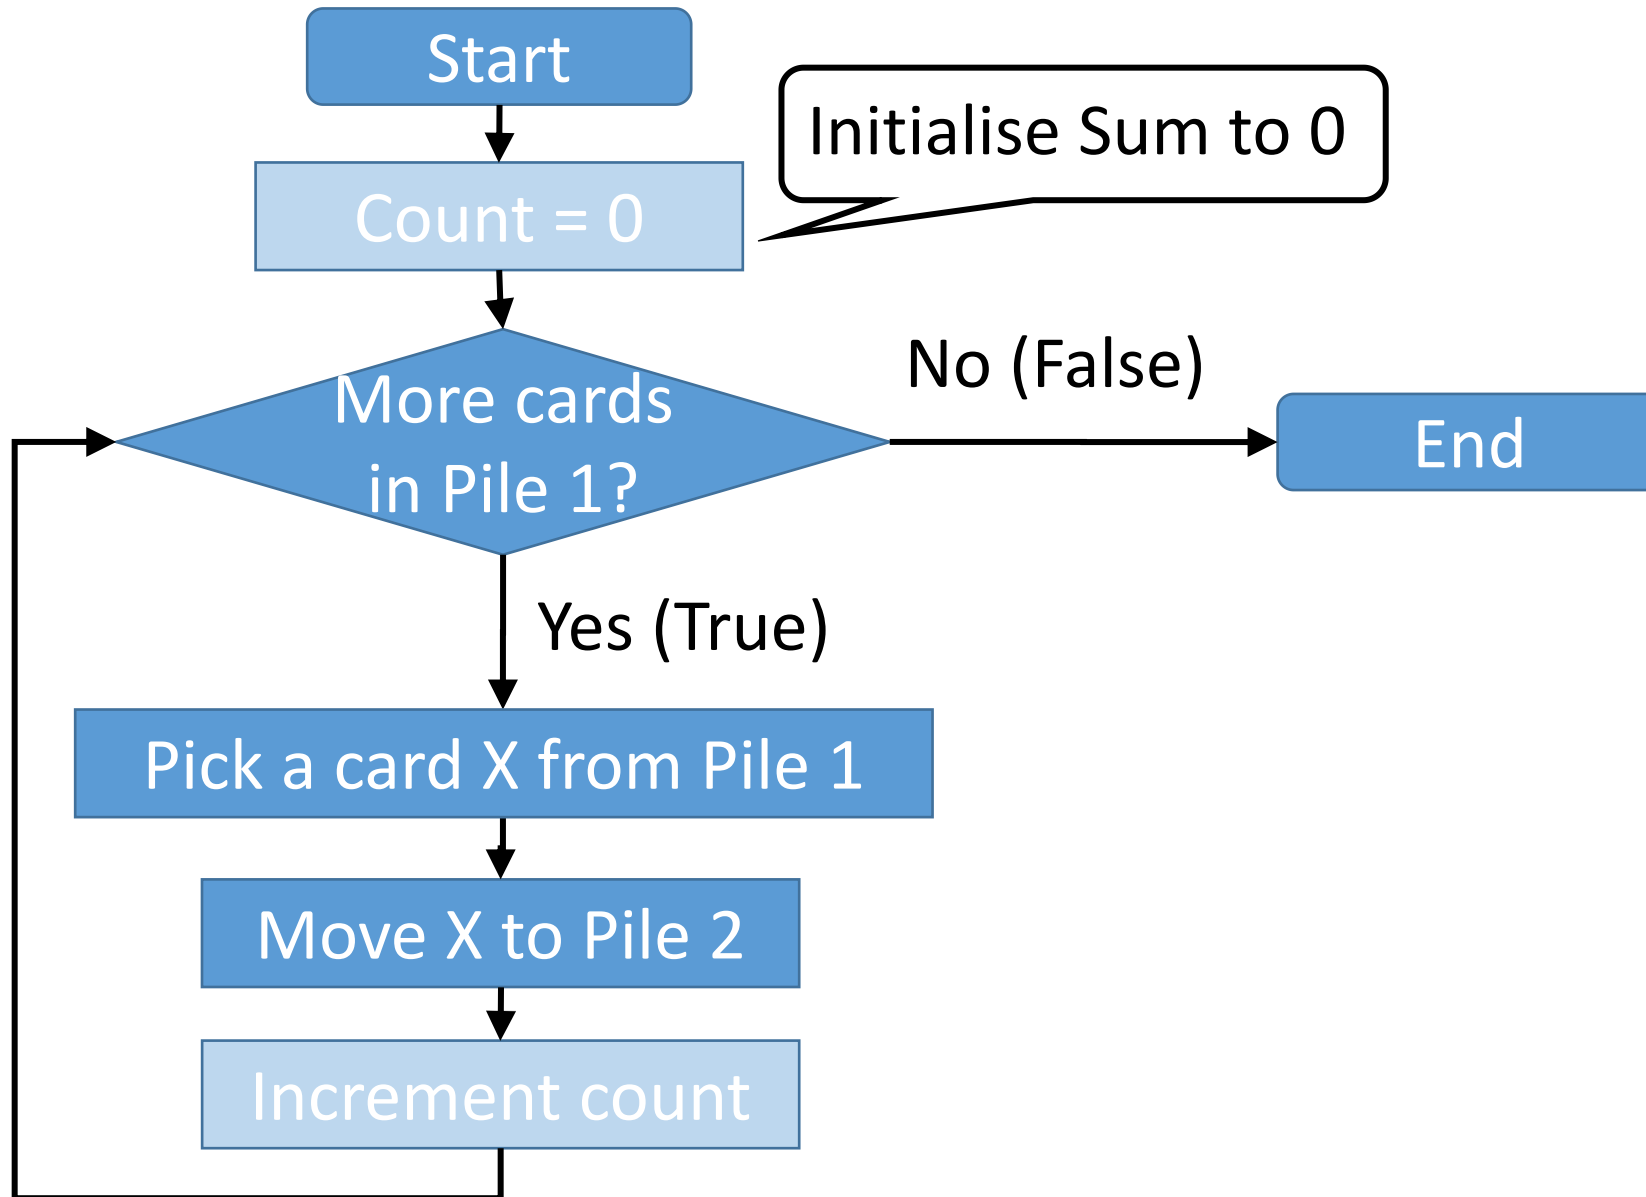 Start
Initialise Sum to 0
Count = 0
More cards
in Pile 1?
No (False)
End
Yes (True)
Pick a card X from Pile 1
Move X to Pile 2
Increment count